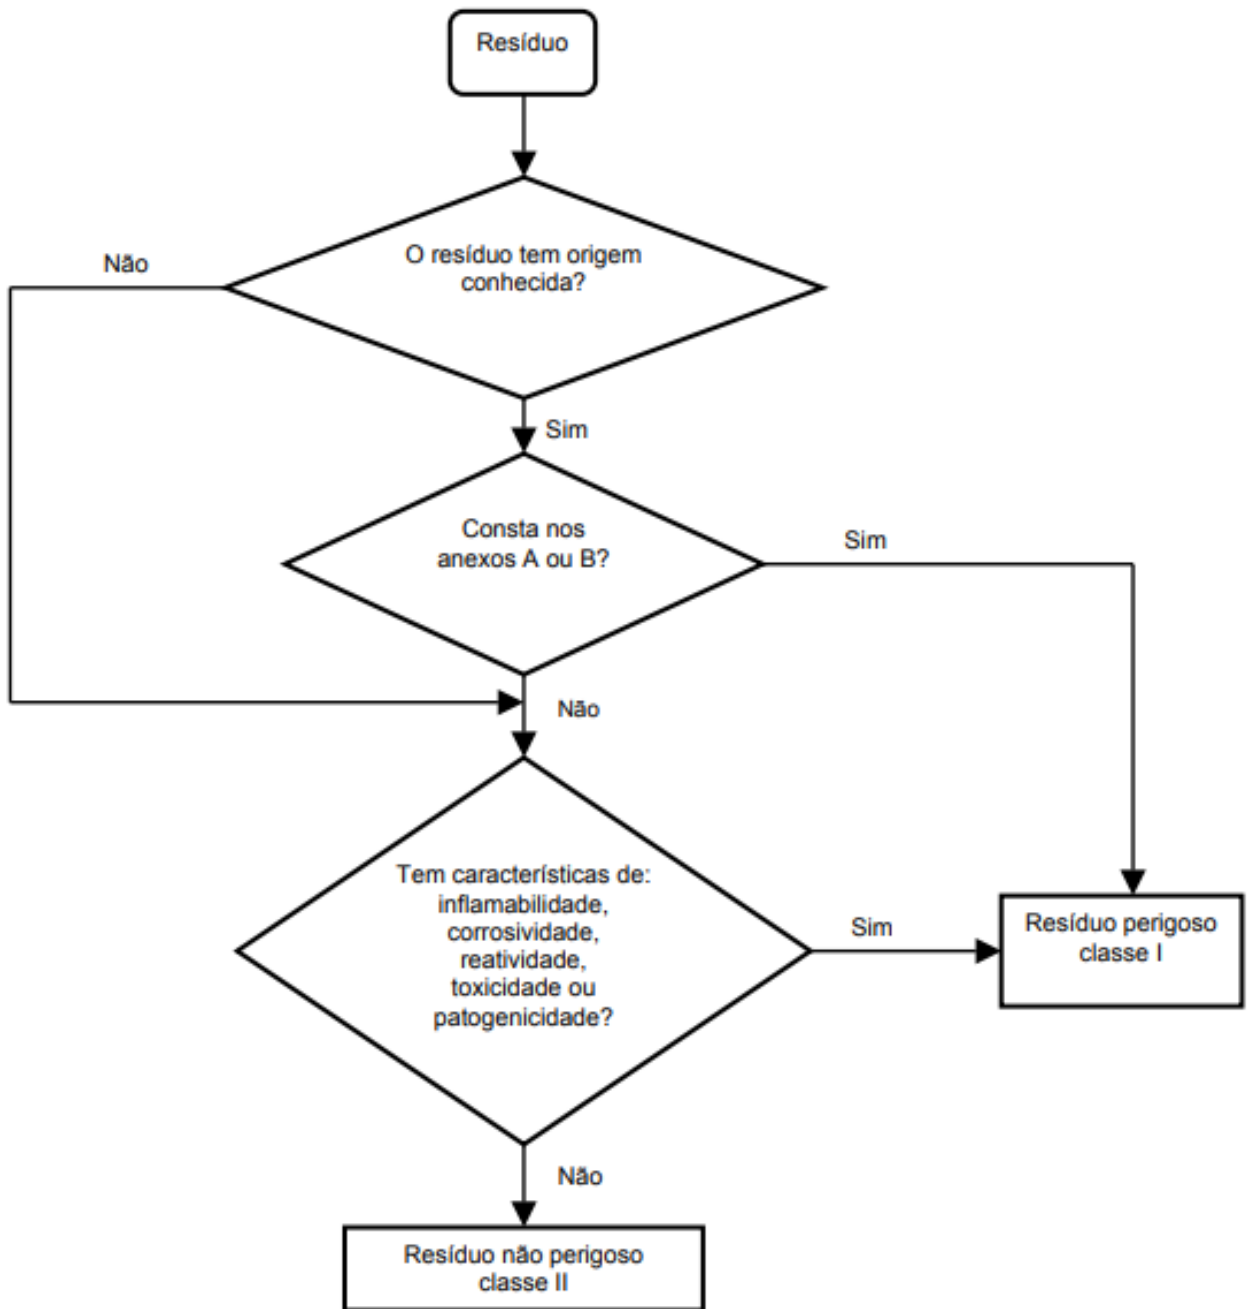 Resíduo
O resíduo tem origem
conhecida?
Não
Sim
Consta nos
anexos A ou B?
Sim
Não
Tem características de:
inflamabilidade,
corrosividade,
reatividade,
toxicidade ou
patogenicidade?
Sim
Resíduo perigoso
classe I
Não
Resíduo não perigoso
classe II